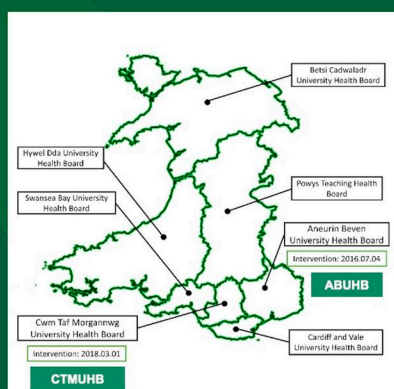 Betsi Cadwaladr
University Health Board
Hywel Dda University
Health Board
Swansea Bay University
Health Board
Powys Teaching Health
Board
Aneurin Beven
University Health Board
Intervention: 2016.07.04
ABUHB
Cwm Taf Morgannwg
University Health Board
Intervention: 2018.03.01
CTMUHB
Cardiff and Vale
University Health Board